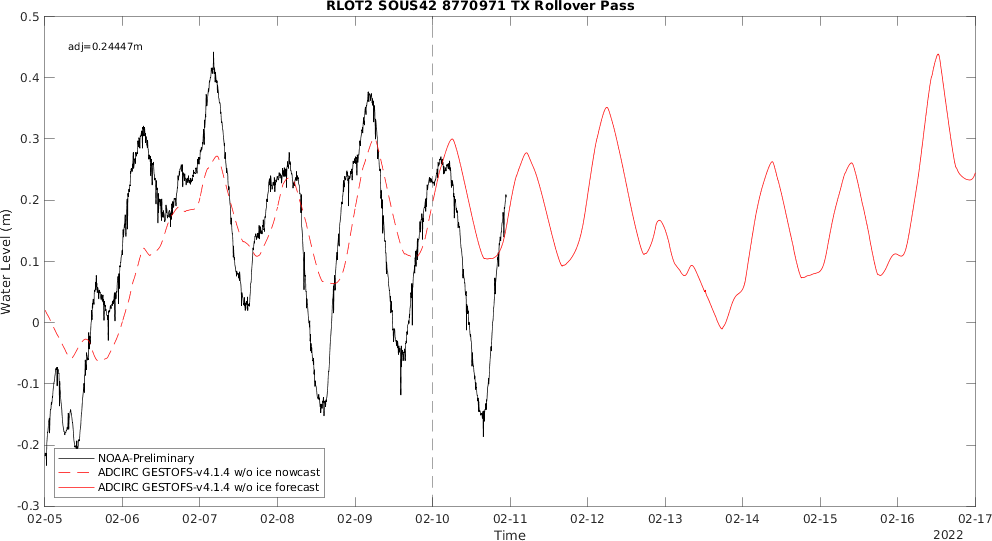 RLOT2 SOUS42 8770971 TX Rollover Pass
adj=0.24447m
0.5
0.4
0.3
0.2
0.1
0
-0.1
-0.2
-0.3
Water Level (m)
NOAA-Preliminary
ADCIRC GESTOFS-v4.1.4 w/o ice nowcast
ADCIRC GESTOFS-v4.1.4 w/o ice forecast
02-05 02-06 02-07 02-08 02-09 02-10 02-11 02-12 02-13 02-14 02-15 02-16 02-17
Time
2022